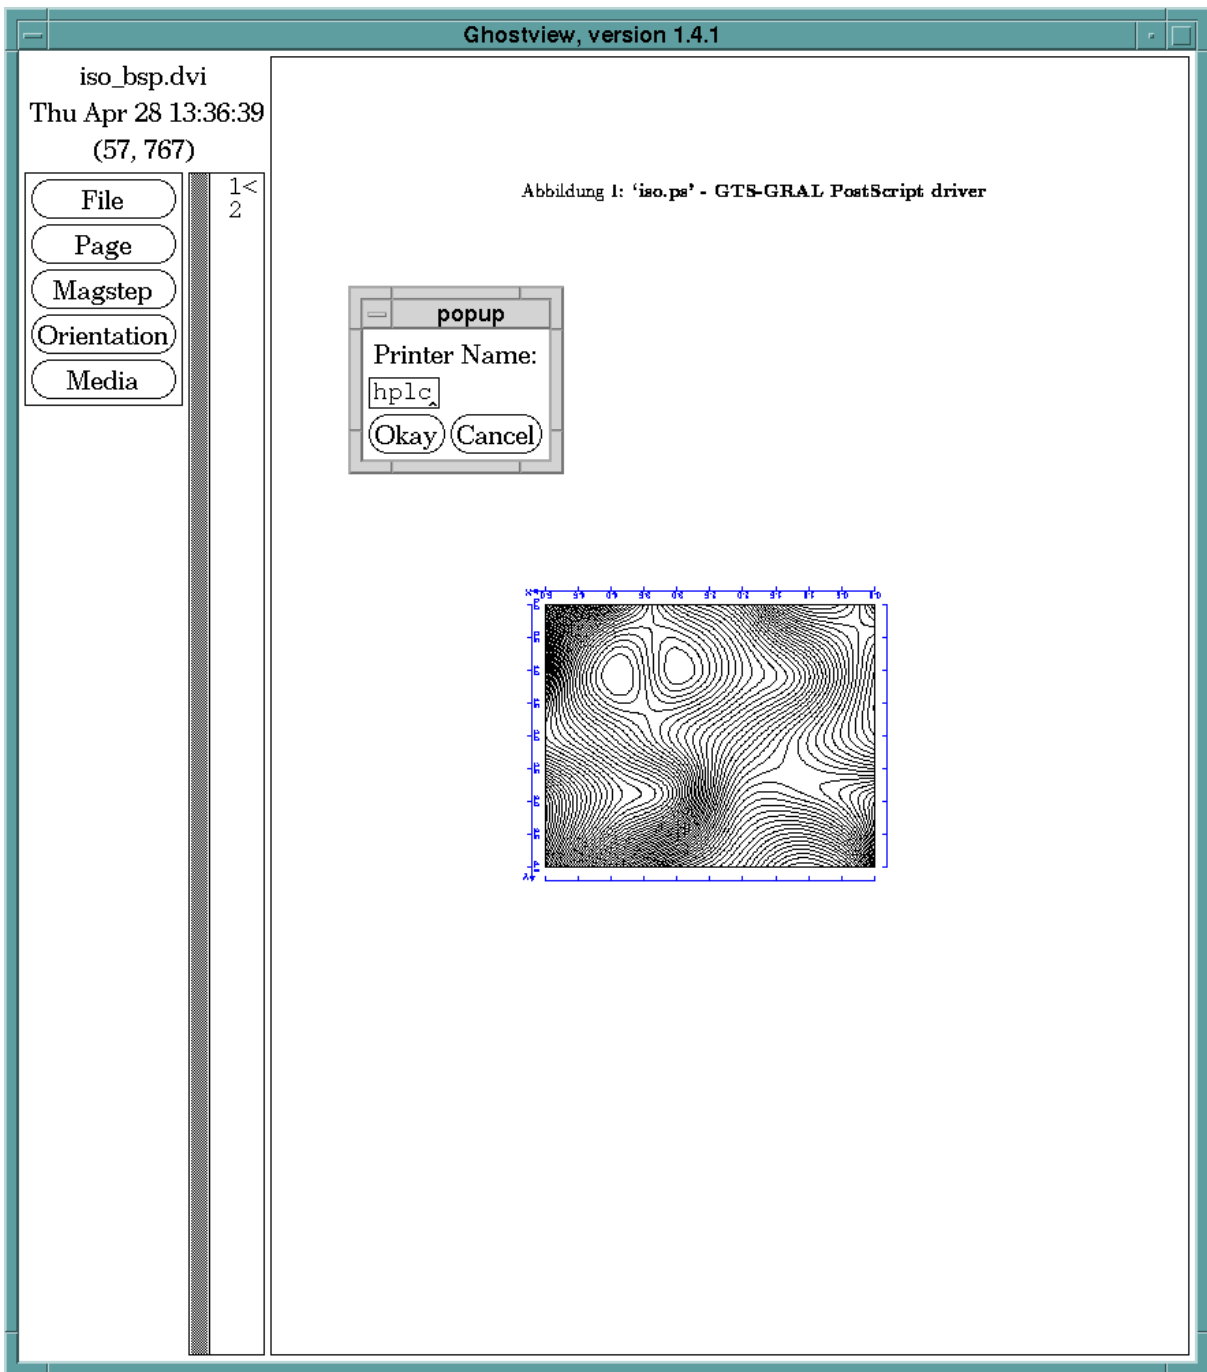 Ghostview, version 1.4.1
iso_bsp.dvi
Thu Apr 28 13:36:39
(57, 767)
File
Page
Magstep
Orientation
Media
1<
2
Abbildung 1: ‘iso.ps’ - GTS-GRAL PostScript driver
popup
Printer Name:
hplc
Okay Cancel